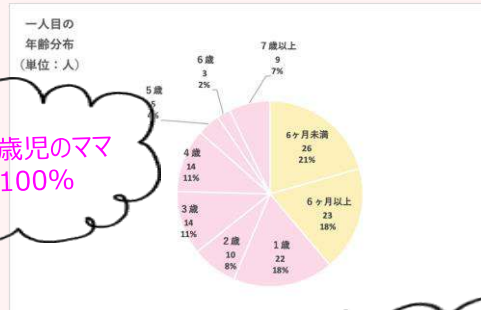 一人目の
年齢分布
（単位：人）
7歳以上
9
7%
6歳
3
2%
5歳
5
4%
6ヶ月未満
26
21%
歳児のママ
100%
4歳
14
11%
6ヶ月以上
23
18%
3歳
14
11%
2歳
10
8%
1歳
22
18%